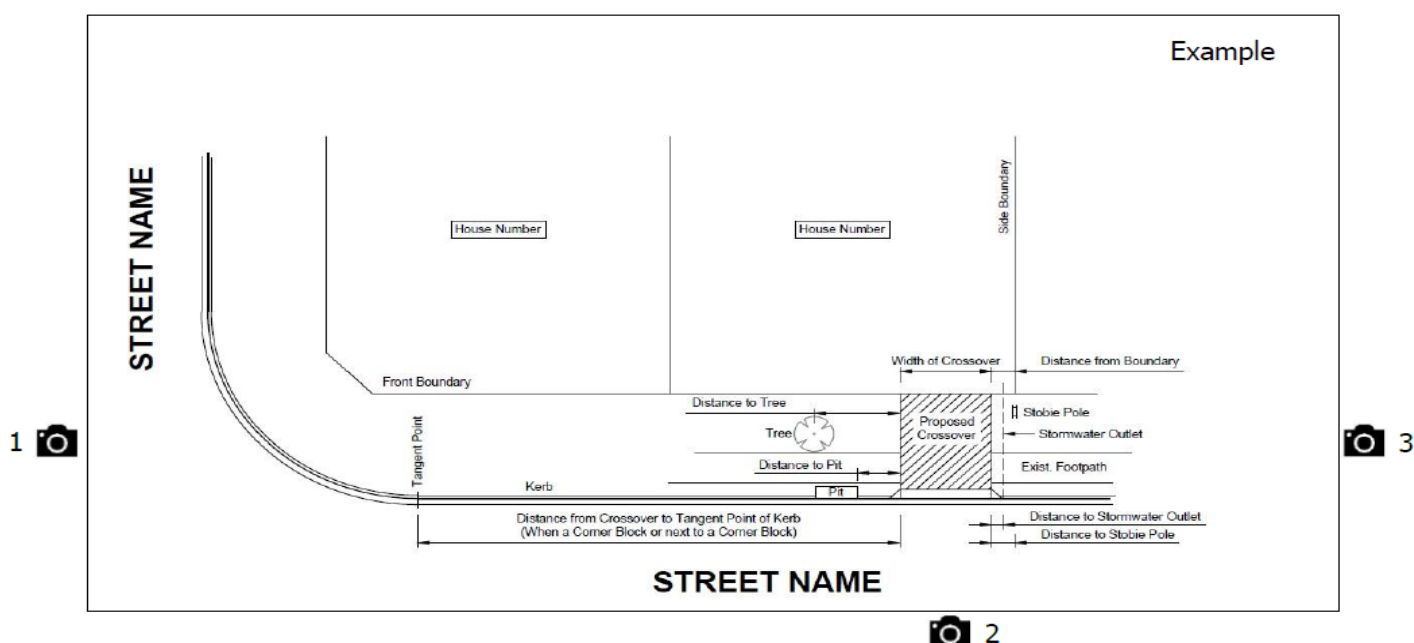 Example
STREET NAME
House Number
House Number
Side Boundary
Width of Crossover
Distance from Boundary
Front Boundary
Distance to Tree
Stobie Pole
Tree
Proposed
Crossover
Stormwater Outlet
Tangent Point
Distance to Pit
Exist. Footpath
1
3
Kerb
Pit
Distance from Crossover to Tangent Point of Kerb
(When a Corner Block or next to a Corner Block)
Distance to Stormwater Outlet
Distance to Stobie Pole
STREET NAME
2